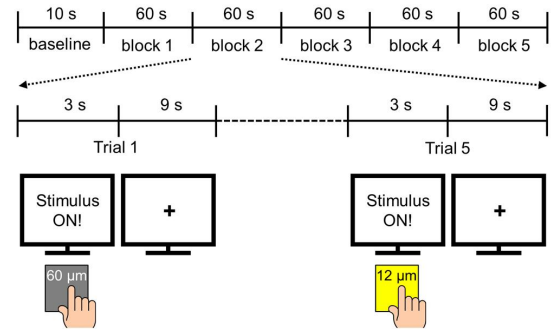 10 s 60 s 60 s 60 s 60 s 60 s
baseline block 1 block 2 block 3 block 4 block 5
3 s 9 s 3 s 9 s
Trial 1 Trial 5
Stimulus
ON!
+
Stimulus
ON!
+
60 µm
12 µm